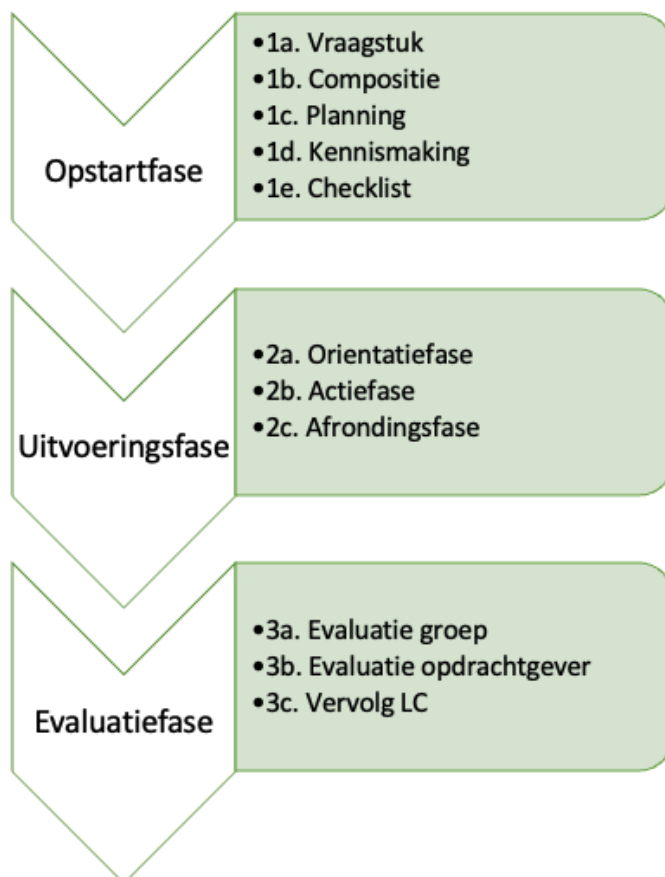 Opstartfase
•1a. Vraagstuk
•1b. Compositie
•1c. Planning
•1d. Kennismaking
•1e. Checklist
Uitvoeringsfase
•2a. Orientatiefase
•2b. Actiefase
•2c. Afrondingsfase
Evaluatiefase
•3a. Evaluatie groep
•3b. Evaluatie opdrachtgever
•3c. Vervolg LC